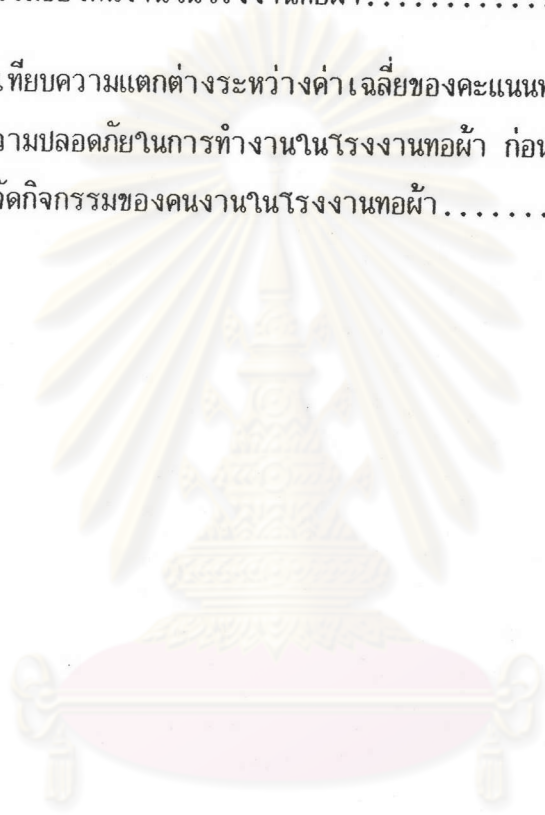 เทียบความแตกต่างระหว่างค่าเฉลี่ยของคะแนน
ความปลอดภัยในการทำงานในโรงงานทอผ้า ก่อน
จัดกิจกรรมของคนงานในโรงงานทอผ้า........